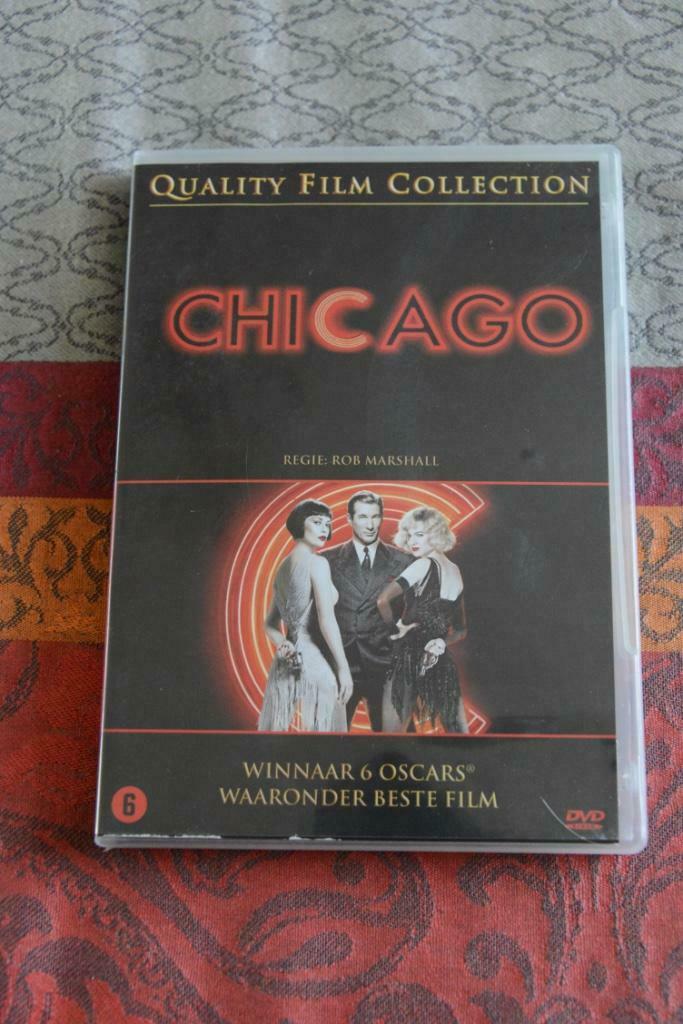 QUALITY FILM COLLECTION
CHICAGO
REGIE: ROB MARSHALL
WINNAAR 6 OSCARS®
WAARONDER BESTE FILM
6
DVD